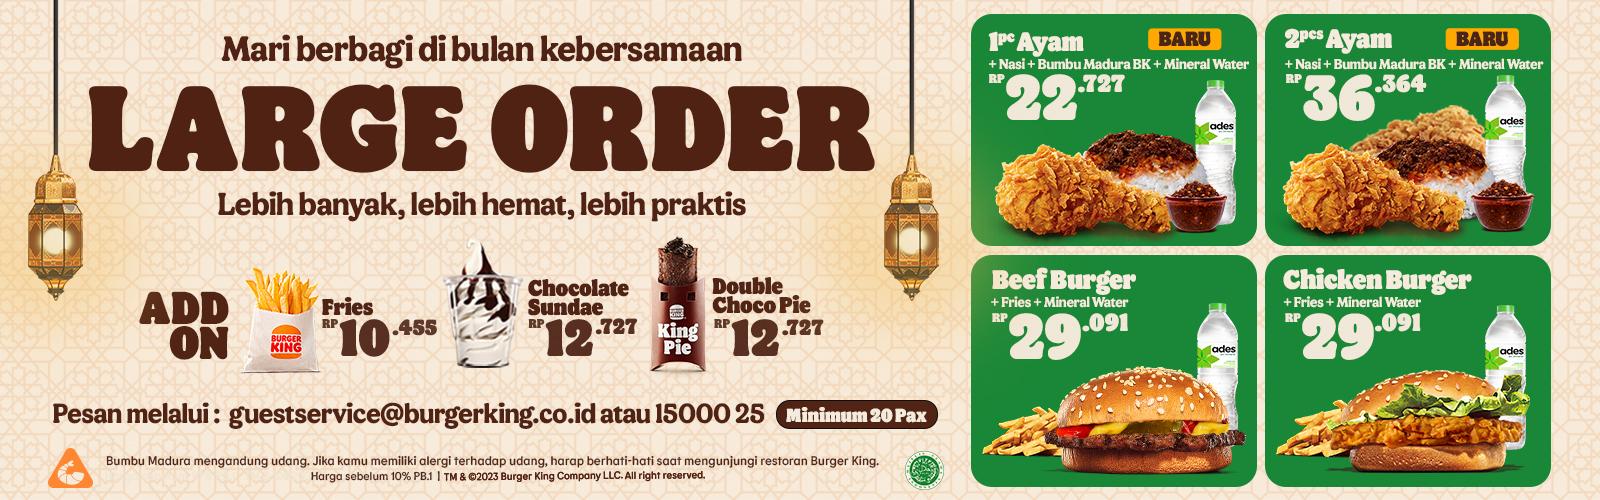 Mari berbagi di bulan kebersamaan
LARGE ORDER
Lebih banyak, lebih hemat, lebih praktis
ADD
ON
BURGER
KING
Fries
RP 10.455
Chocolate
Sundae
RP 12.727
King
Pie
Double
Choco Pie
RP 12.727
Pesan melalui : guestservice@burgerking.co.id atau 15000 25
Minimum 20 Pax
Bumbu Madura mengandung udang. Jika kamu memiliki alergi terhadap udang, harap berhati-hati saat mengunjungi restoran Burger King.
Harga sebelum 10% PB.1 | TM & ©2023 Burger King Company LLC. All right reserved.
1pc Ayam
BARU
+ Nasi + Bumbu Madura BK + Mineral Water
RP 22.727
ades
2pcs Ayam
BARU
+ Nasi + Bumbu Madura BK + Mineral Water
RP 36.364
ades
Beef Burger
+ Fries + Mineral Water
RP 29.091
ades
Chicken Burger
+ Fries + Mineral Water
RP 29.091
ades